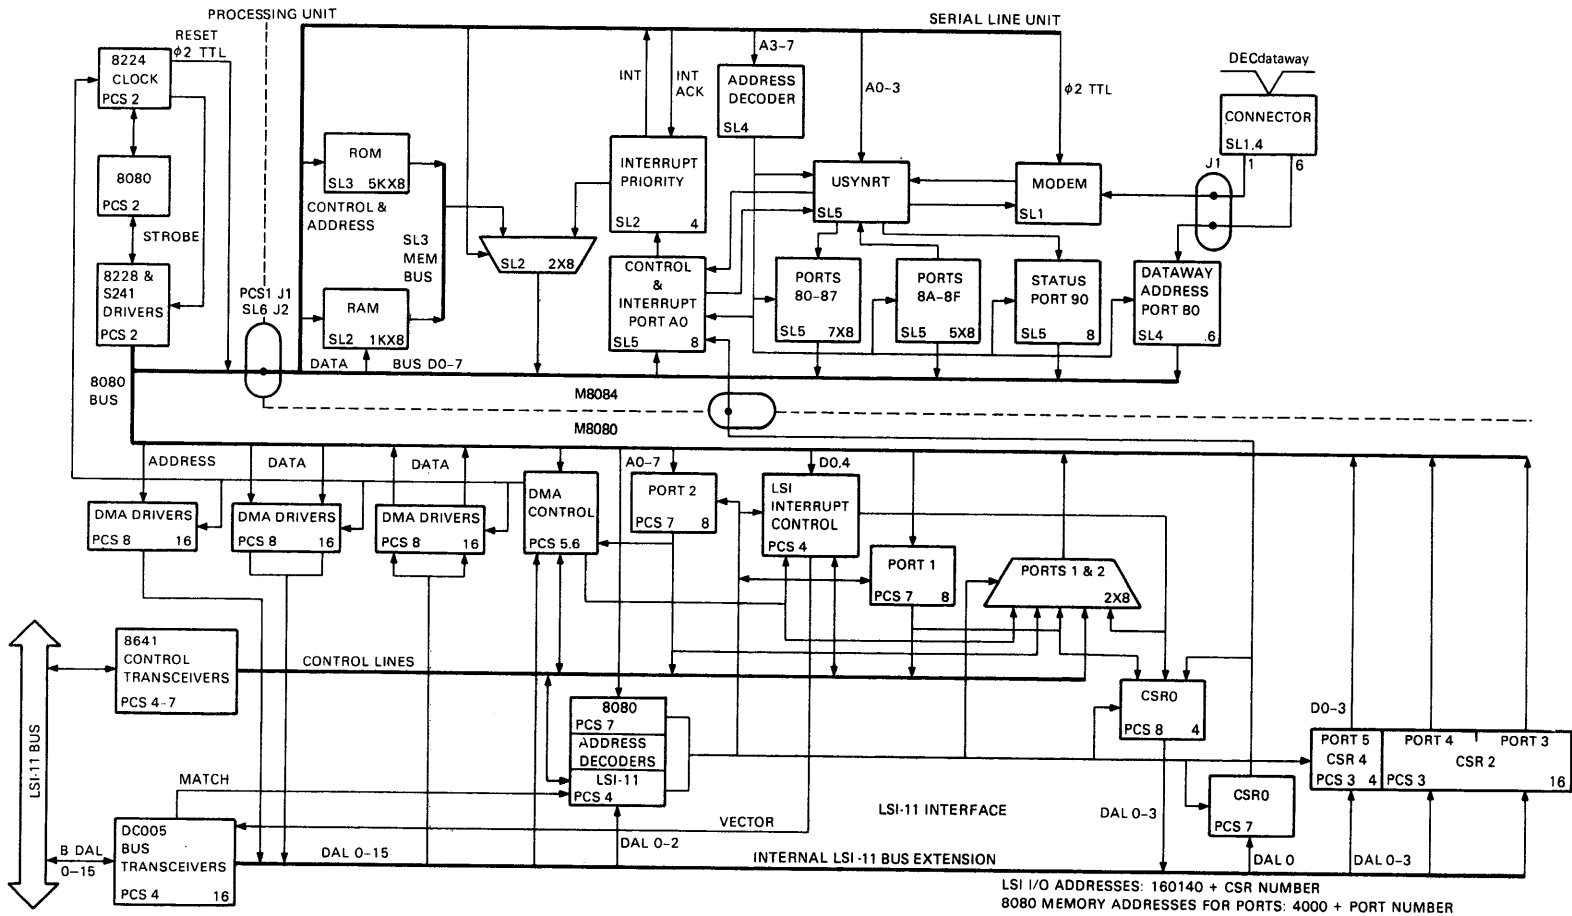 PROCESSING UNIT
SERIAL LINE UNIT
RESET
ϕ2 TTL
8224
CLOCK
PCS 2
8080
PCS 2
STROBE
8228 &
S241
DRIVERS
PCS 2
8080
BUS
PCS1 J1
SL6 J2
ROM
SL3 5KX8
CONTROL &
ADDRESS
RAM
SL2 1KX8
SL3
MEM
BUS
DATA BUS D0-7
SL2 2X8
INT
INT
ACK
INTERRUPT
PRIORITY
SL2 4
CONTROL
&
INTERRUPT
PORT A0
SL5 8
A3-7
ADDRESS
DECODER
SL4
A0-3
USYNRT
SL5
ϕ2 TTL
MODEM
SL1
DECdataway
CONNECTOR
SL1,4
1 6
J1
PORTS
80-87
SL5 7X8
PORTS
8A-8F
SL5 5X8
STATUS
PORT 90
SL5 8
DATAWAY
ADDRESS
PORT B0
SL4 .6
M8084
M8080
ADDRESS
DATA
DATA
DMA DRIVERS
PCS 8 16
DMA DRIVERS
PCS 8 16
DMA DRIVERS
PCS 8 16
DMA
CONTROL
PCS 5,6
A0-7
PORT 2
PCS 7 8
D0,4
LSI
INTERRUPT
CONTROL
PCS 4
PORT 1
PCS 7 8
PORTS 1 & 2
2X8
LSI-11 BUS
8641
CONTROL
TRANSCEIVERS
PCS 4-7
CONTROL LINES
8080
PCS 7
ADDRESS
DECODERS
LSI-11
PCS 4
CSR0
PCS 8 4
D0-3
PORT 5
CSR 4
PCS 3 4
PORT 4 PORT 3
CSR 2
PCS 3 16
CSR0
PCS 7
MATCH
VECTOR
LSI-11 INTERFACE
B DAL
0-15
DC005
BUS
TRANSCEIVERS
PCS 4 16
DAL 0-15
DAL 0-2
DAL 0-3
DAL 0
DAL 0-3
INTERNAL LSI-11 BUS EXTENSION
LSI I/O ADDRESSES: 160140 + CSR NUMBER
8080 MEMORY ADDRESSES FOR PORTS: 4000 + PORT NUMBER